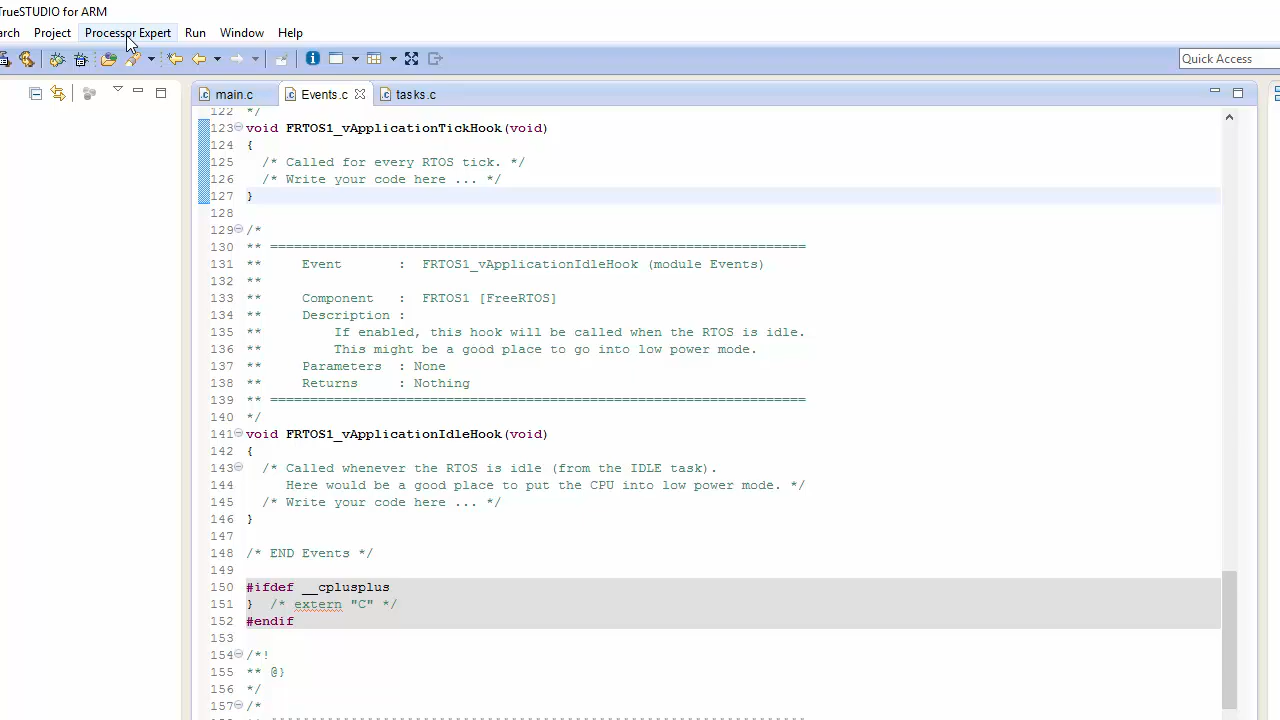 TrueSTUDIO for ARM
arch Project Processor Expert Run Window Help
Quick Access
main.c Events.c tasks.c
122 */
123 void FRTOS1_vApplicationTickHook(void)
124 {
125 /* Called for every RTOS tick. */
126 /* Write your code here ... */
127 }
128
129 /*
130 ** ===================================================================
131 ** Event : FRTOS1_vApplicationIdleHook (module Events)
132 **
133 ** Component : FRTOS1 [FreeRTOS]
134 ** Description :
135 ** If enabled, this hook will be called when the RTOS is idle.
136 ** This might be a good place to go into low power mode.
137 ** Parameters : None
138 ** Returns : Nothing
139 ** ===================================================================
140 */
141 void FRTOS1_vApplicationIdleHook(void)
142 {
143 /* Called whenever the RTOS is idle (from the IDLE task).
144 Here would be a good place to put the CPU into low power mode. */
145 /* Write your code here ... */
146 }
147
148 /* END Events */
149
150 #ifdef __cplusplus
151 } /* extern "C" */
152 #endif
153
154 /*!
155 ** @}
156 */
157 /*